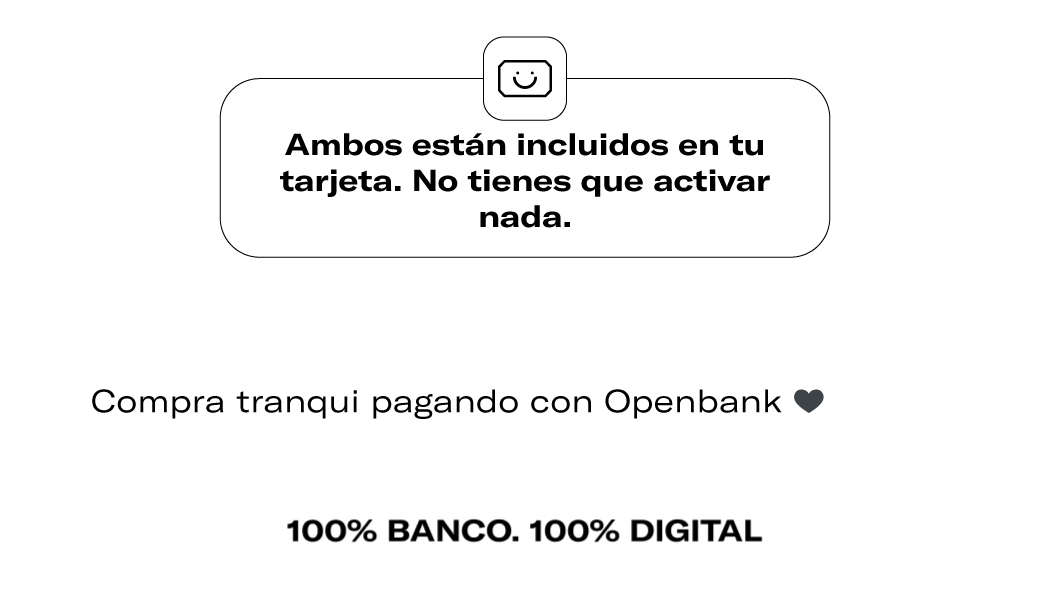 Ambos están incluidos en tu
tarjeta. No tienes que activar
nada.
Compra tranqui pagando con Openbank 🖤
100% BANCO. 100% DIGITAL